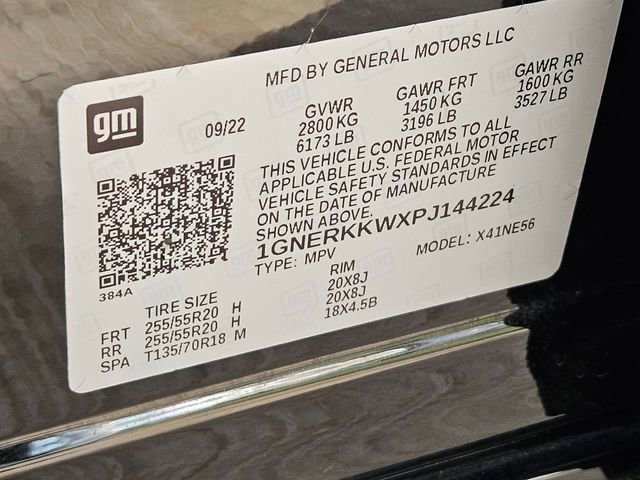 MFD BY GENERAL MOTORS LLC
gm
09/22
GVWR GAWR FRT GAWR RR
2800 KG 1450 KG 1600 KG
6173 LB 3196 LB 3527 LB
THIS VEHICLE CONFORMS TO ALL
APPLICABLE U.S. FEDERAL MOTOR
VEHICLE SAFETY STANDARDS IN EFFECT
ON THE DATE OF MANUFACTURE
SHOWN ABOVE.
1GNERKKWXPJ144224
TYPE: MPV MODEL: X41NE56
384A
TIRE SIZE RIM
FRT 255/55R20 H 20X8J
RR 255/55R20 H 20X8J
SPA T135/70R18 M 18X4.5B